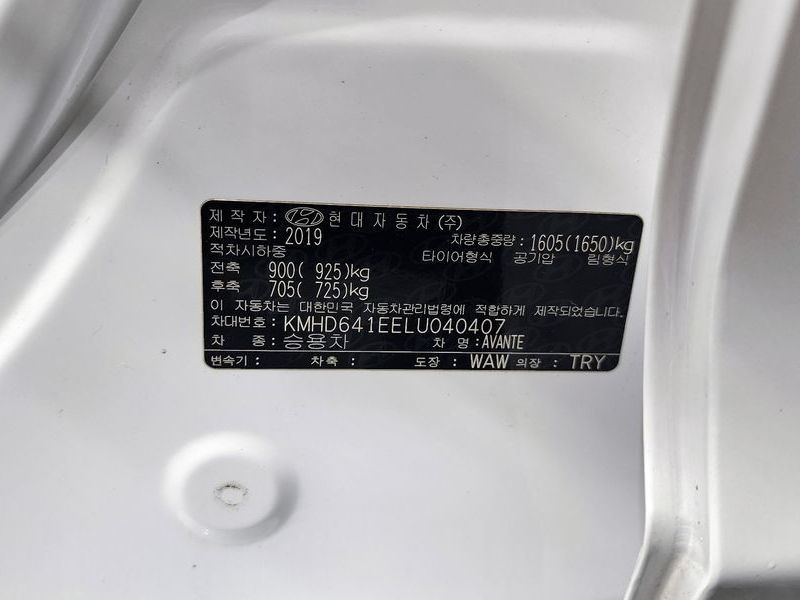 제작자: 현대자동차(주)
제작년도: 2019 차량총중량: 1605(1650)kg
적차시하중 타이어형식 공기압 림형식
전축 900( 925)kg
후축 705( 725)kg
이 자동차는 대한민국 자동차관리법령에 적합하게 제작되었습니다.
차대번호: KMHD641EELU040407
차 종: 승용차 차 명:AVANTE
변속기: 차축: 도장: WAW 의장: TRY